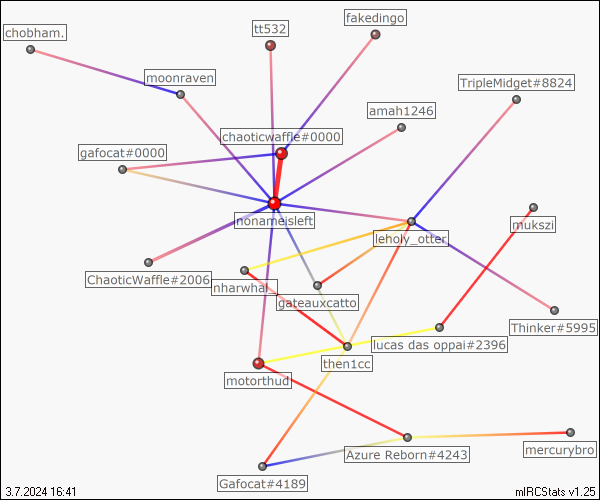 fakedingo
chobham.
tt532
moonraven
TripleMidget#8824
amah1246
chaoticwaffle#0000
gafocat#0000
nonameisleft
mukszi
leholy_otter
ChaoticWaffle#2006
nharwhal_
gateauxcatto
Thinker#5995
lucas das oppai#2396
then1cc
motorthud
mercurybro
Azure Reborn#4243
Gafocat#4189
3.7.2024 16:41
mIRCStats v1.25